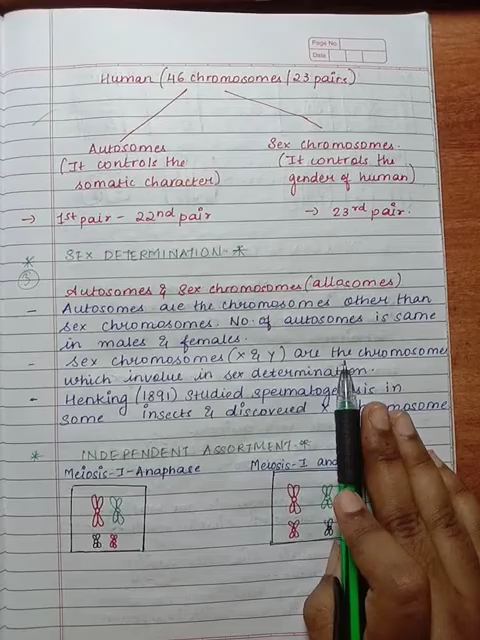 Page No.
Date
Human (46 chromosomes / 23 pairs)
Autosomes
(It controls the
somatic character)
Sex chromosomes.
(It controls the
gender of human)
→ 1st pair - 22nd pair
→ 23rd pair.
* SEX DETERMINATION - *
5
Autosomes & Sex chromosomes (allosomes)
- Autosomes are the chromosomes other than
sex chromosomes. No. of autosomes is same
in males & females.
- Sex chromosomes (X & Y) are the chromosome
which involve in sex determination.
- Henking (1891) studied spermatogenesis in
some insects & discovered X
* INDEPENDENT ASSORTMENT - *
Meiosis-I-Anaphase
Meiosis-I